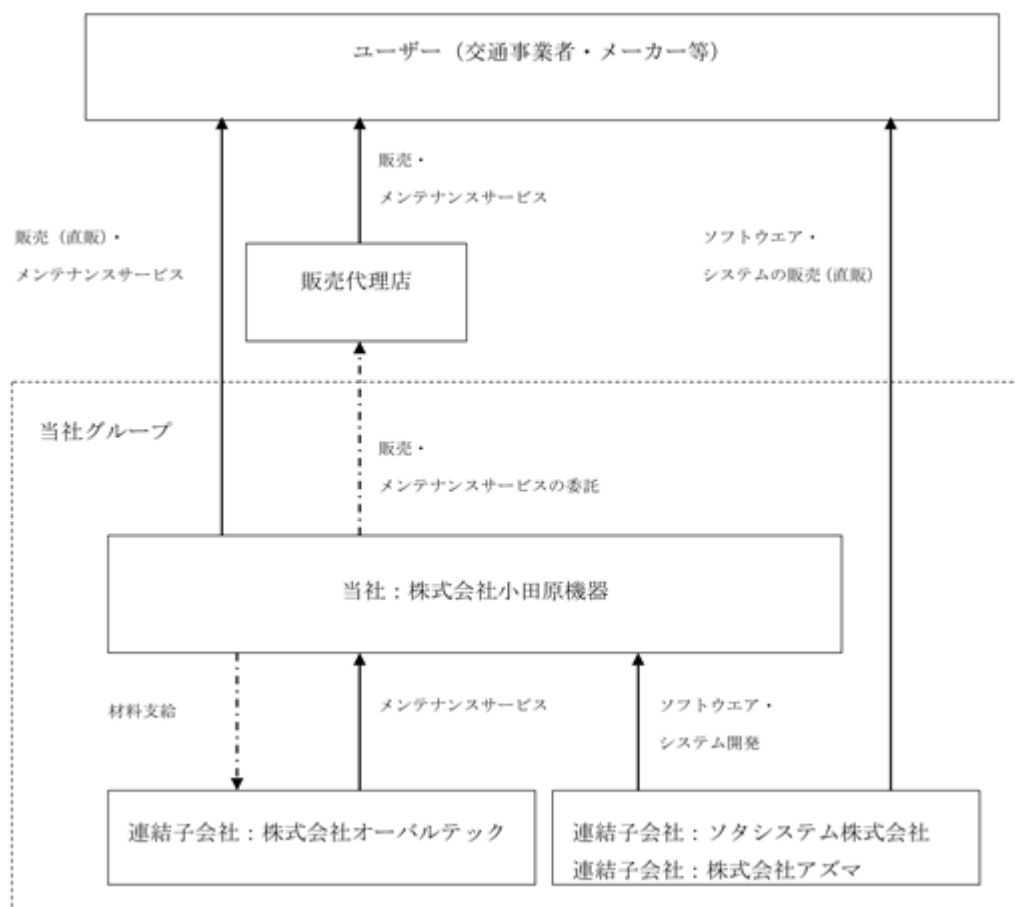 ユーザー（交通事業者・メーカー等）
販売・
メンテナンスサービス
販売（直販）・
メンテナンスサービス
ソフトウエア・
システムの販売（直販）
販売代理店
当社グループ
販売・
メンテナンスサービスの委託
当社：株式会社小田原機器
材料支給
メンテナンスサービス
ソフトウエア・
システム開発
連結子会社：株式会社オーバルテック
連結子会社：ソタシステム株式会社
連結子会社：株式会社アズマ